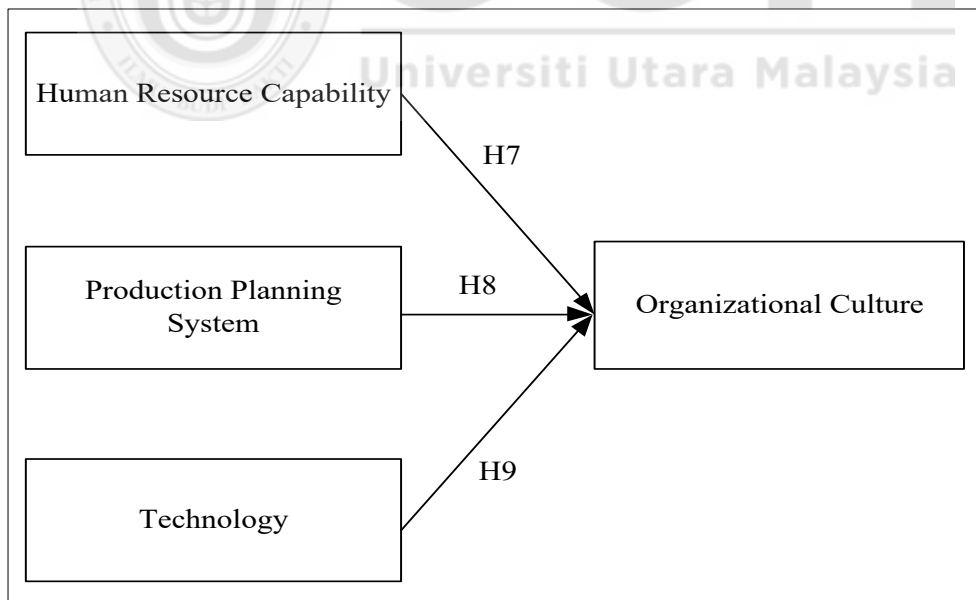 Universiti Utara Malaysia
Human Resource Capability
H7
Production Planning
System
H8
Organizational Culture
H9
Technology